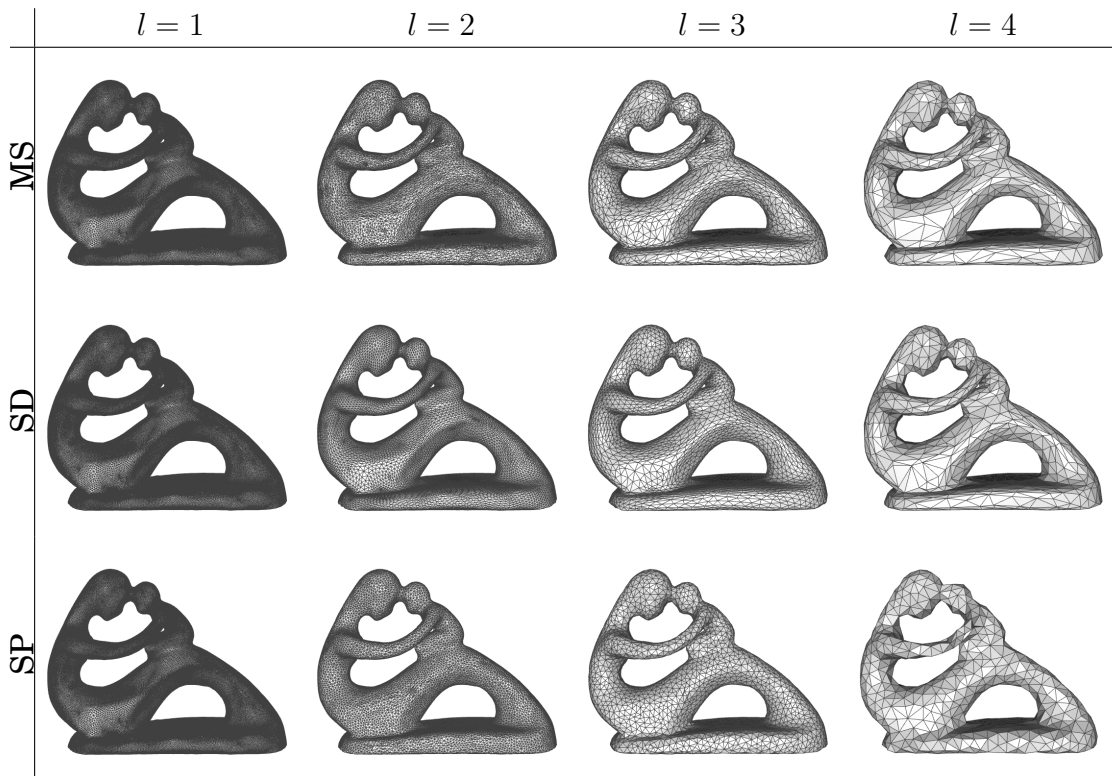 l = 1
l = 2
l = 3
l = 4
MS
SD
SP